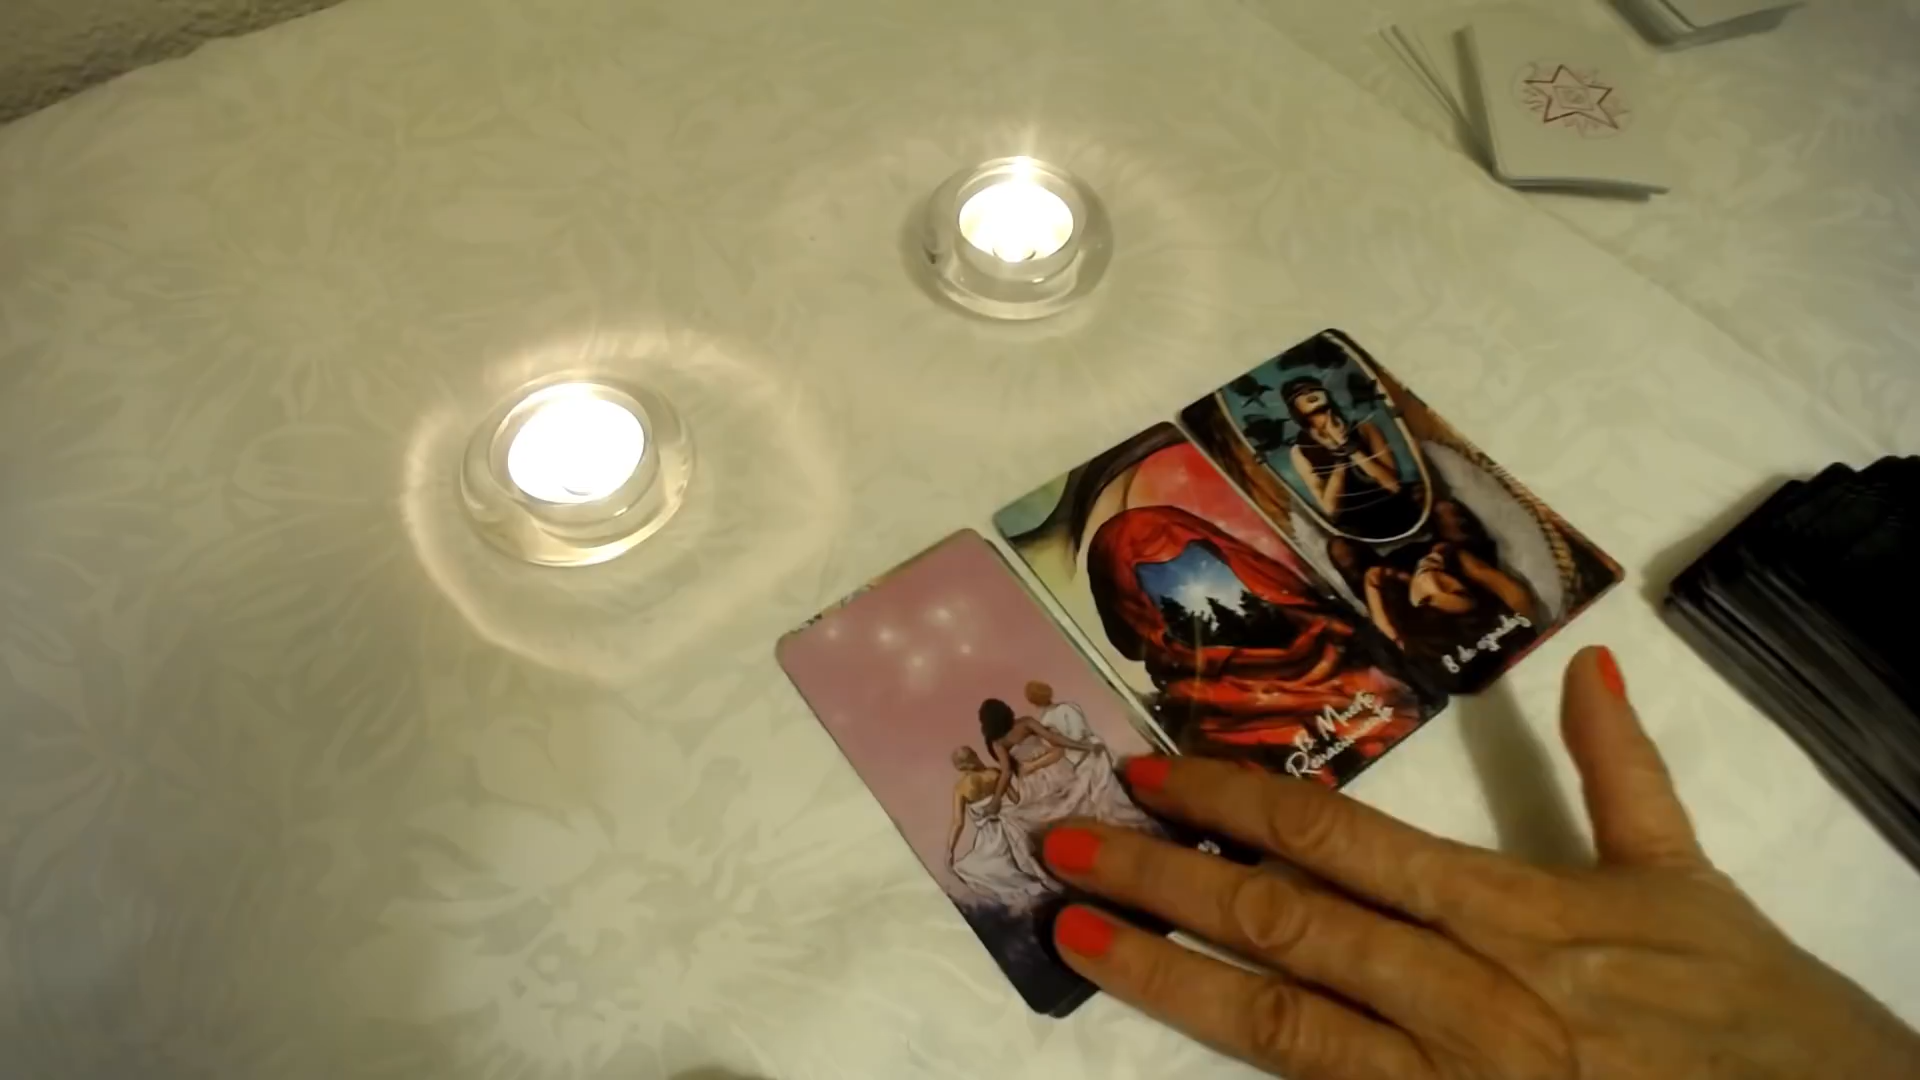 13 Muerte
Renacimiento
8 de espadas